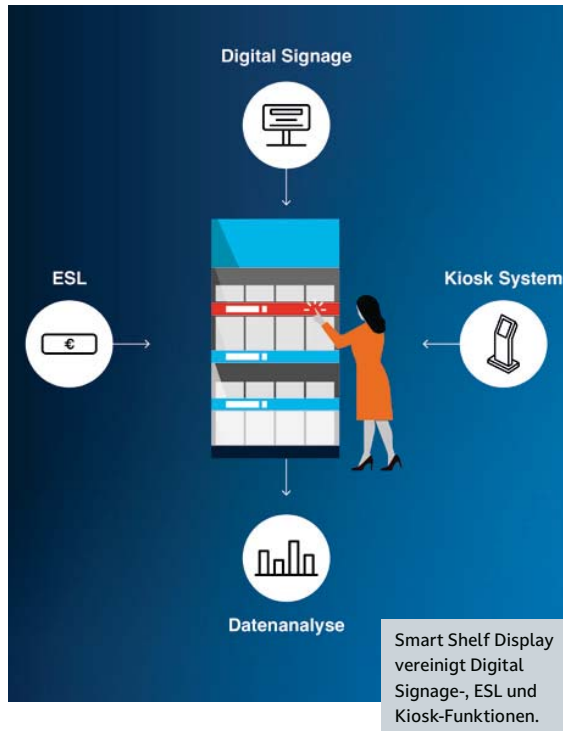 Digital Signage
ESL
Kiosk System
€
Datenanalyse
Smart Shelf Display
vereinigt Digital
Signage-, ESL und
Kiosk-Funktionen.